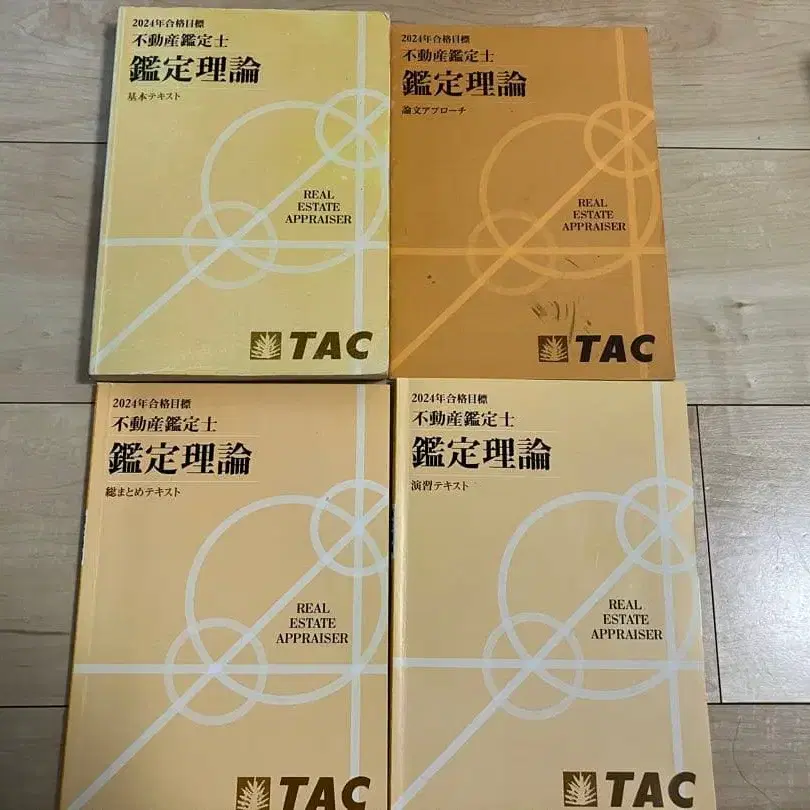 2024年合格目標
不動産鑑定士
鑑定理論
基本テキスト
REAL
ESTATE
APPRAISER
TAC
2024年合格目標
不動産鑑定士
鑑定理論
論文アプローチ
REAL
ESTATE
APPRAISER
TAC
2024年合格目標
不動産鑑定士
鑑定理論
総まとめテキスト
REAL
ESTATE
APPRAISER
TAC
2024年合格目標
不動産鑑定士
鑑定理論
演習テキスト
REAL
ESTATE
APPRAISER
TAC